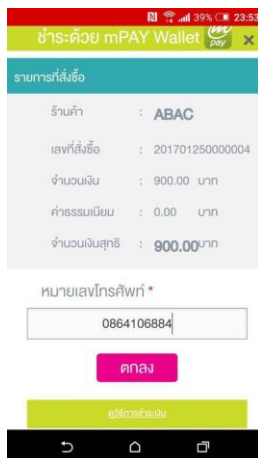 39% 23:53
ชำระด้วย mPAY Wallet m pay ×
รายการที่สั่งซื้อ
ร้านค้า : ABAC
เลขที่สั่งซื้อ : 201701250000004
จำนวนเงิน : 900.00 บาท
ค่าธรรมเนียม : 0.00 บาท
จำนวนเงินสุทธิ : 900.00 บาท
หมายเลขโทรศัพท์ *
0864106884
ตกลง
ดูวิธีการชำระเงิน